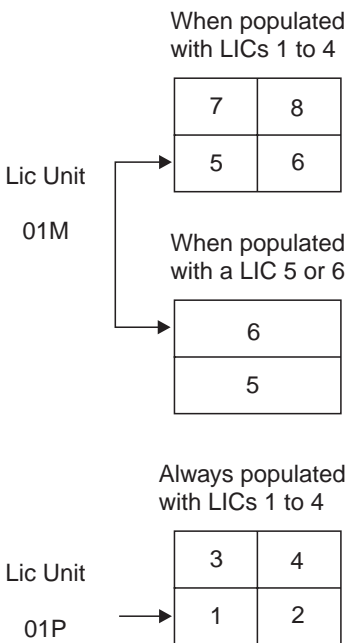 When populated
with LICs 1 to 4
7 8
5 6
Lic Unit
01M
When populated
with a LIC 5 or 6
6
5
Always populated
with LICs 1 to 4
3 4
Lic Unit
1 2
01P